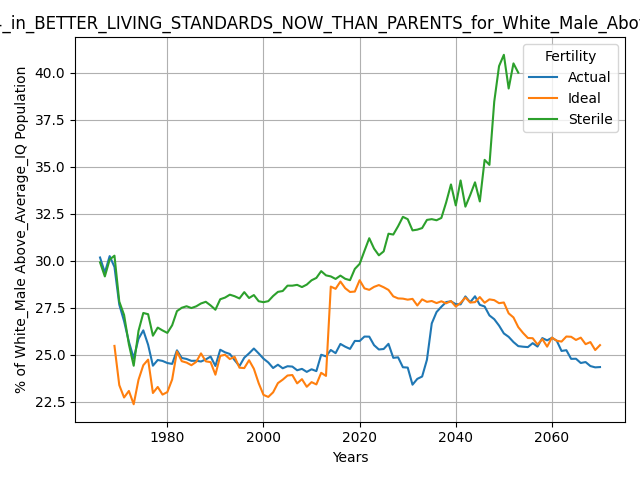 _in_BETTER_LIVING_STANDARDS_NOW_THAN_PARENTS_for_White_Male_Abo
% of White_Male Above_Average_IQ Population
40.0
37.5
35.0
32.5
30.0
27.5
25.0
22.5
Fertility
Actual
Ideal
Sterile
1980
2000
2020
2040
2060
Years